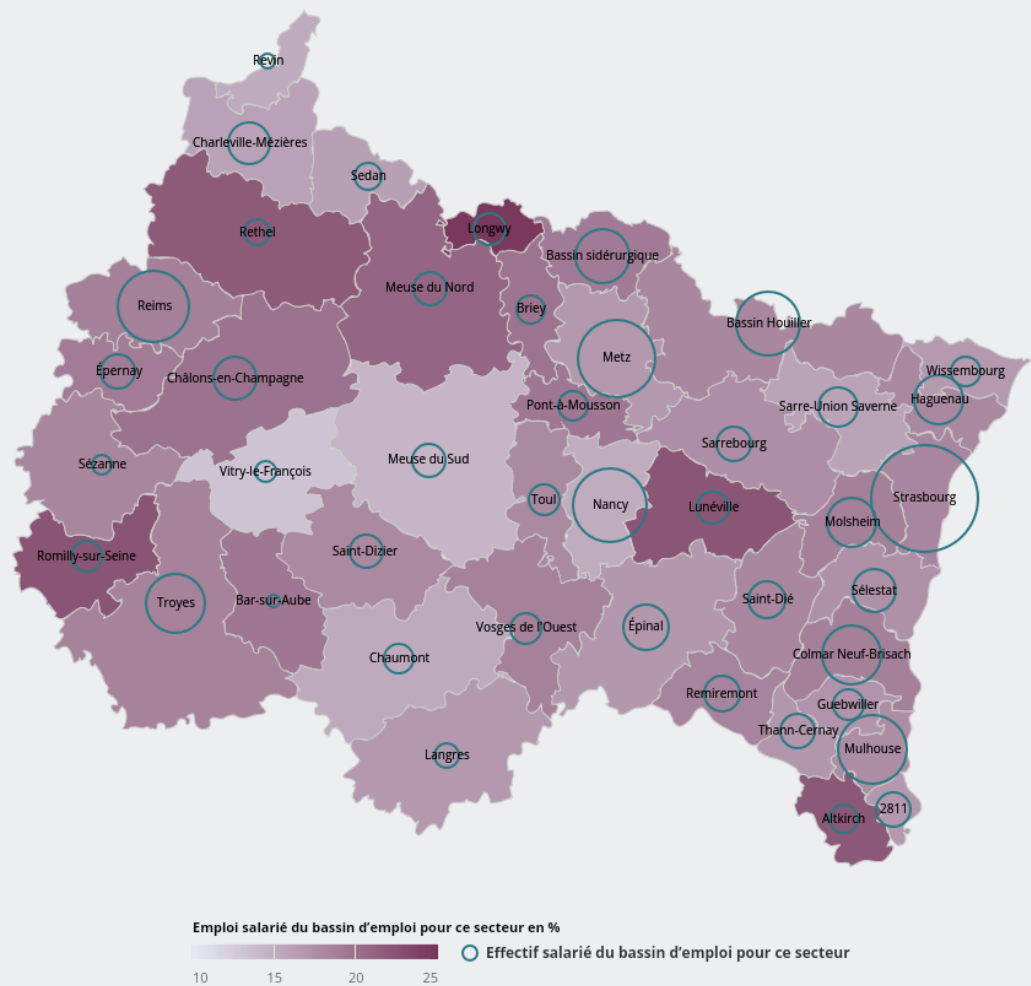 Revin
Charleville-Mézières
Sedan
Rethel
Longwy
Bassin sidérurgique
Meuse du Nord
Reims
Briey
Bassin Houiller
Metz
Épernay
Châlons-en-Champagne
Wissembourg
Haguenau
Pont-à-Mousson
Sarre-Union Saverne
Sarrebourg
Sézanne
Vitry-le-François
Meuse du Sud
Toul
Nancy
Lunéville
Strasbourg
Molsheim
Romilly-sur-Seine
Saint-Dizier
Troyes
Bar-sur-Aube
Saint-Dié
Sélestat
Vosges de l'Ouest
Épinal
Chaumont
Colmar Neuf-Brisach
Remiremont
Guebwiller
Thann-Cernay
Langres
Mulhouse
Altkirch
2811
Emploi salarié du bassin d’emploi pour ce secteur en %
10 15 20 25
Effectif salarié du bassin d’emploi pour ce secteur